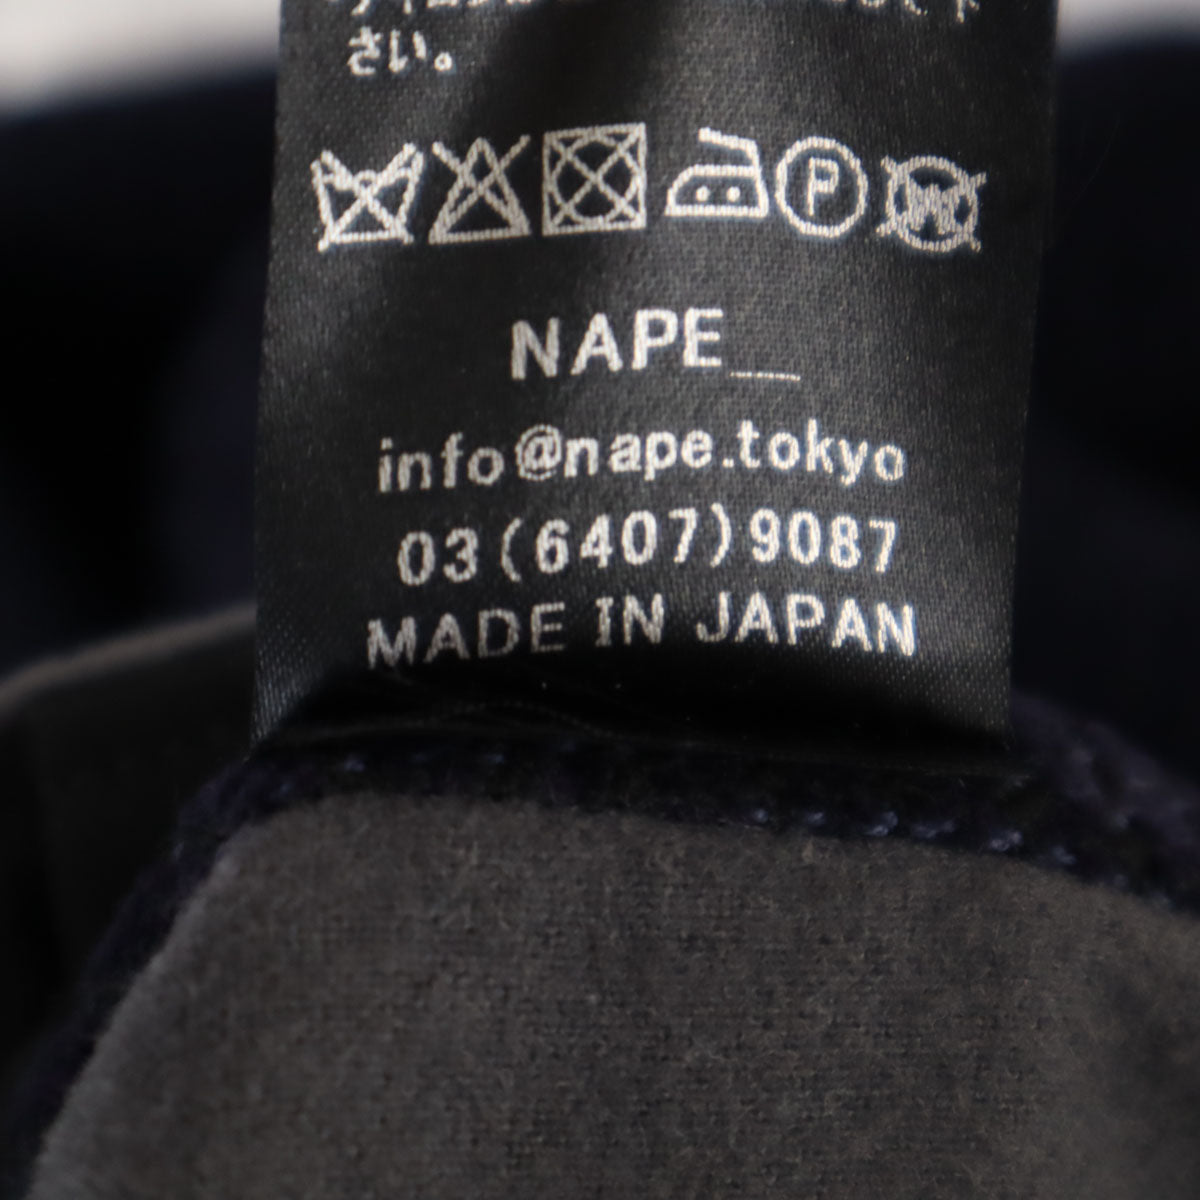 さい。
P W
NAPE_
info@nape.tokyo
03(6407)9087
MADE IN JAPAN